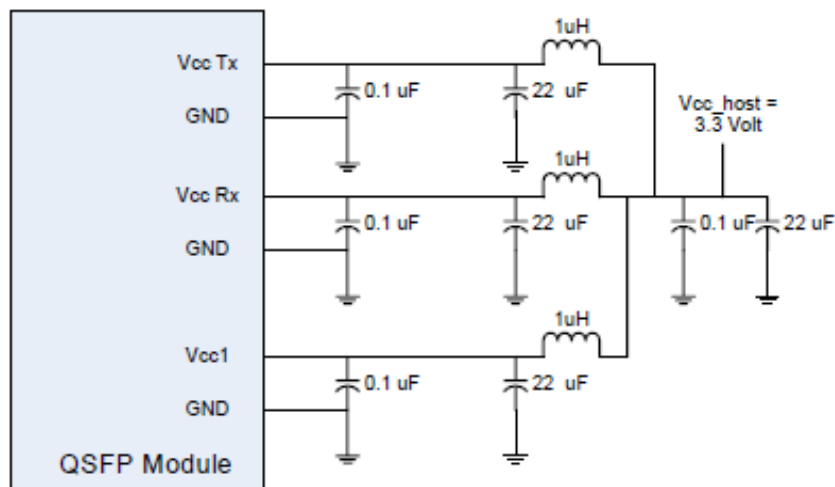 1uH
Vcc Tx
0.1 uF
22 uF
GND
Vcc_host =
3.3 Volt
1uH
Vcc Rx
0.1 uF
22 uF
0.1 uF
22 uF
GND
1uH
Vcc1
0.1 uF
22 uF
GND
QSFP Module